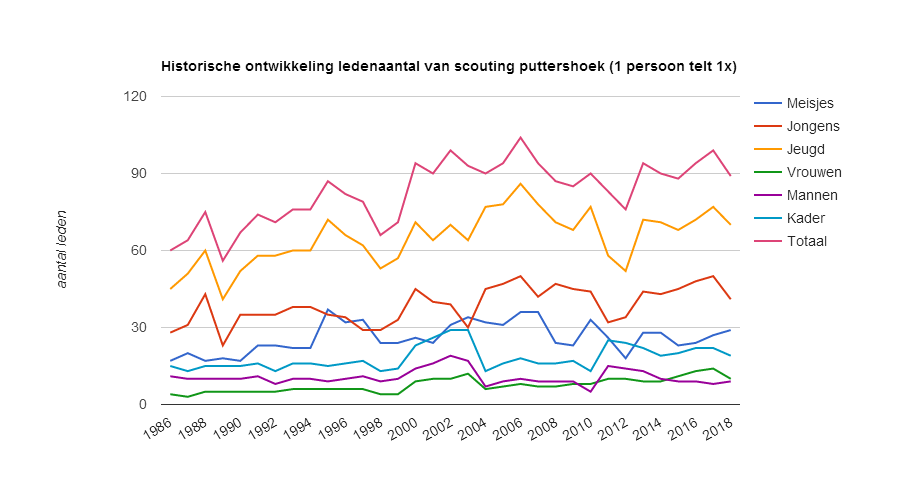 Historische ontwikkeling ledenaantal van scouting puttershoek (1 persoon telt 1x)
120
90
60
30
0
aantal leden
1986
1988
1990
1992
1994
1996
1998
2000
2002
2004
2006
2008
2010
2012
2014
2016
2018
Meisjes
Jongens
Jeugd
Vrouwen
Mannen
Kader
Totaal